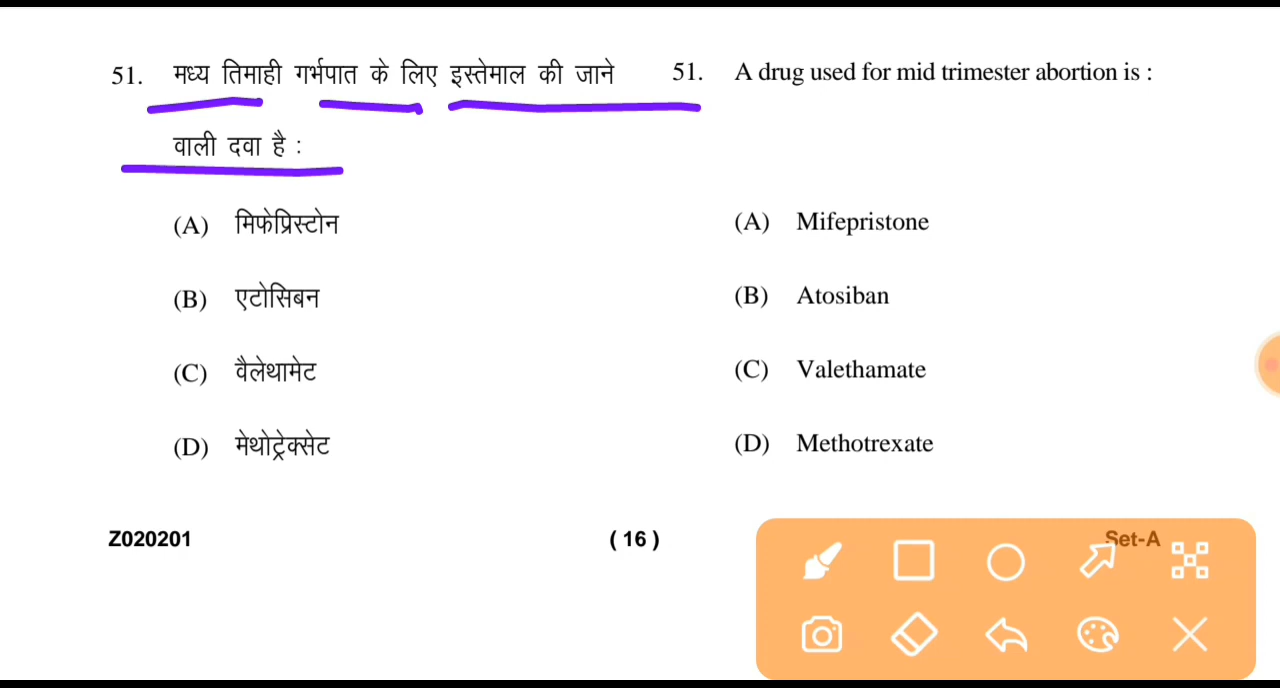 51. मध्य तिमाही गर्भपात के लिए इस्तेमाल की जाने
वाली दवा है :
(A) मिफेप्रिस्टोन
(B) एटोसिबन
(C) वैलेथामेट
(D) मेथोट्रेक्सेट
51. A drug used for mid trimester abortion is :
(A) Mifepristone
(B) Atosiban
(C) Valethamate
(D) Methotrexate
Z020201
( 16 )
Set-A